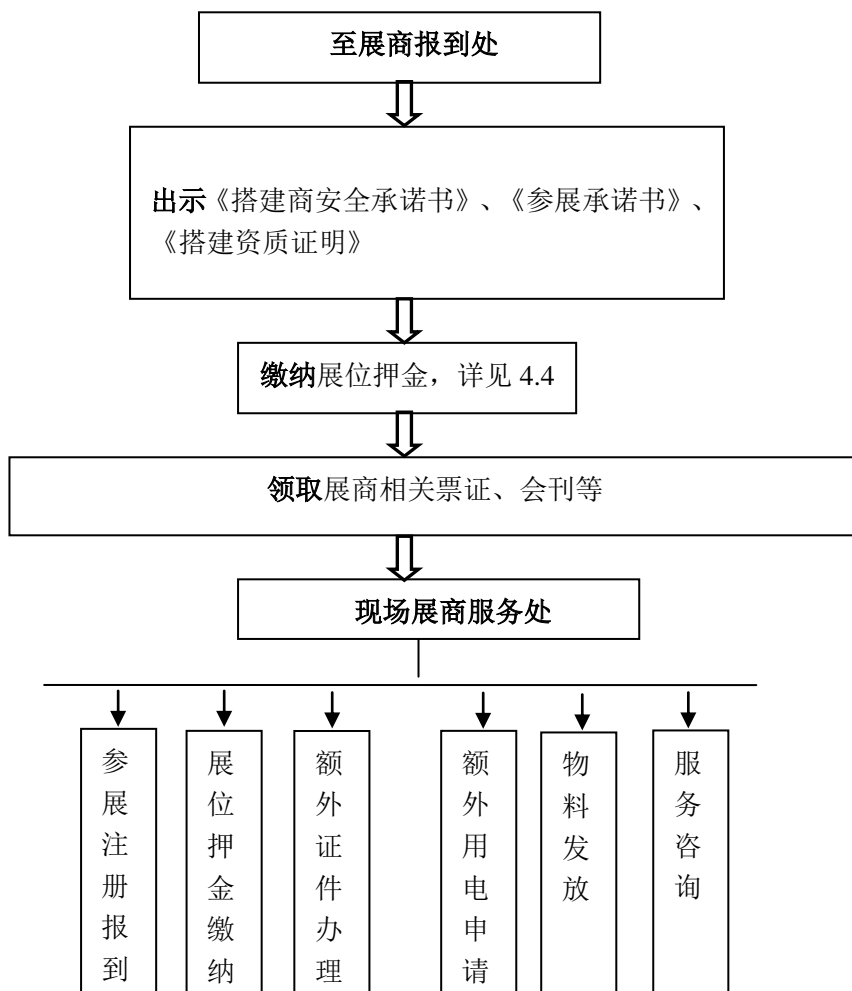 至展商报到处
出示《搭建商安全承诺书》、《参展承诺书》、
《搭建资质证明》
缴纳展位押金，详见 4.4
领取展商相关票证、会刊等
现场展商服务处
参展注册报到
展位押金缴纳
额外证件办理
额外用电申请
物料发放
服务咨询